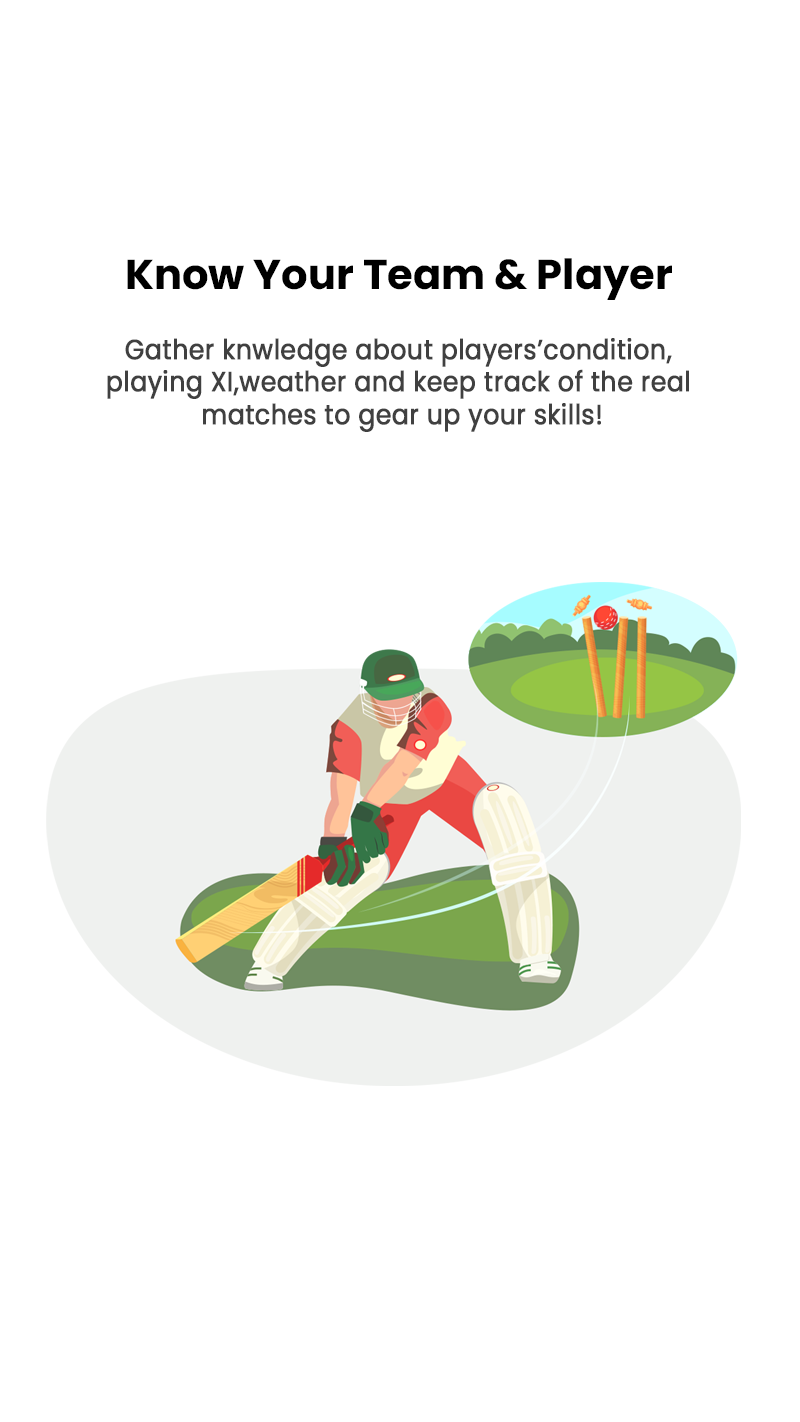 Know Your Team & Player
Gather knwledge about players’condition,
playing XI,weather and keep track of the real
matches to gear up your skills!